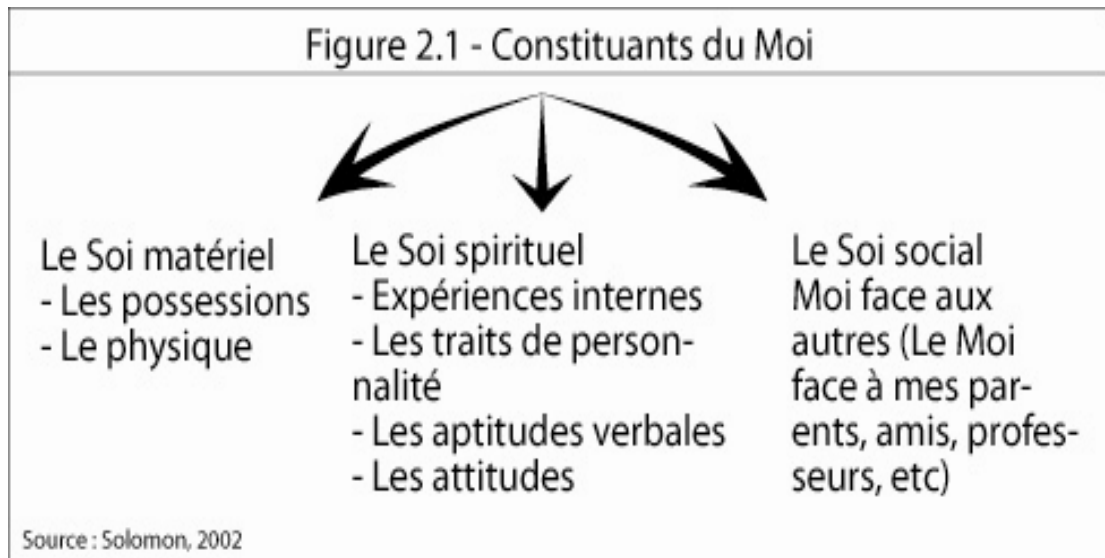 Figure 2.1 - Constituants du Moi
Le Soi matériel
- Les possessions
- Le physique
Le Soi spirituel
- Expériences internes
- Les traits de person-
nalité
- Les aptitudes verbales
- Les attitudes
Le Soi social
Moi face aux
autres (Le Moi
face à mes par-
ents, amis, profes-
seurs, etc)
Source : Solomon, 2002